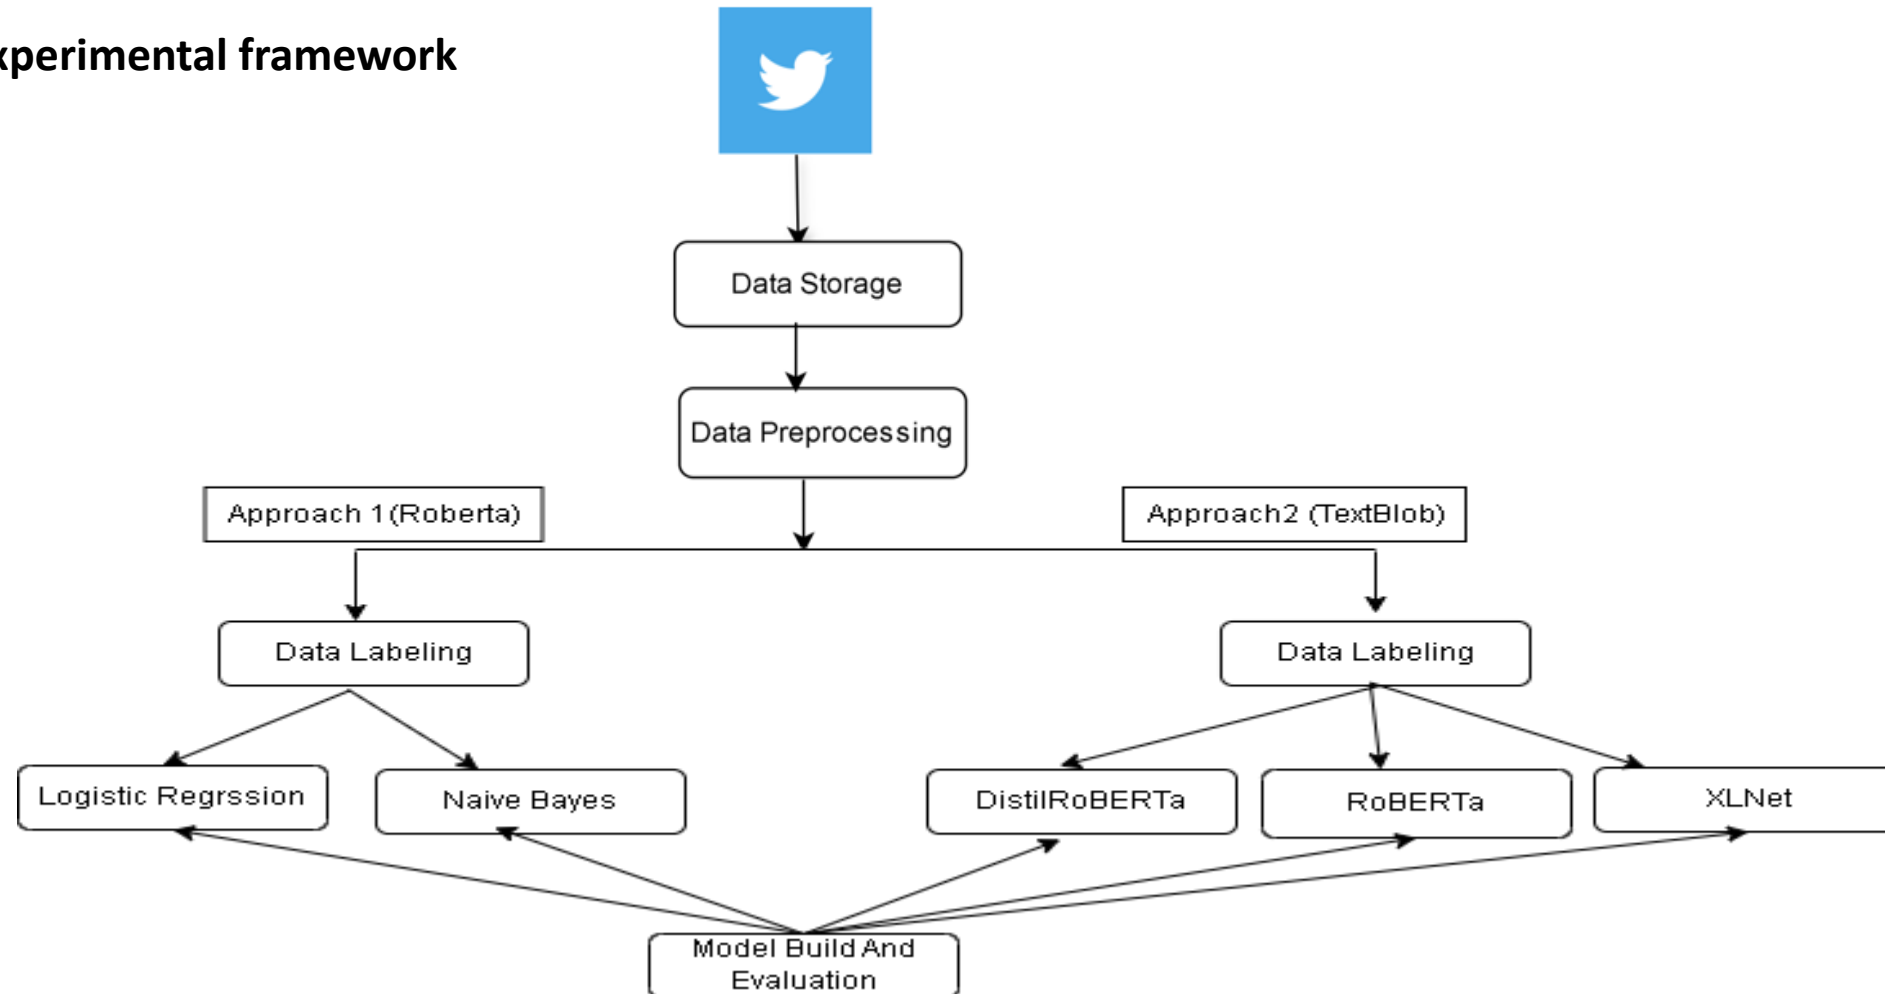 xperimental framework
Data Storage
Data Preprocessing
Approach 1(Roberta)
Approach2 (TextBlob)
Data Labeling
Data Labeling
Logistic Regrssion
Naive Bayes
DistilRoBERTa
RoBERTa
XLNet
Model Build And
Evaluation